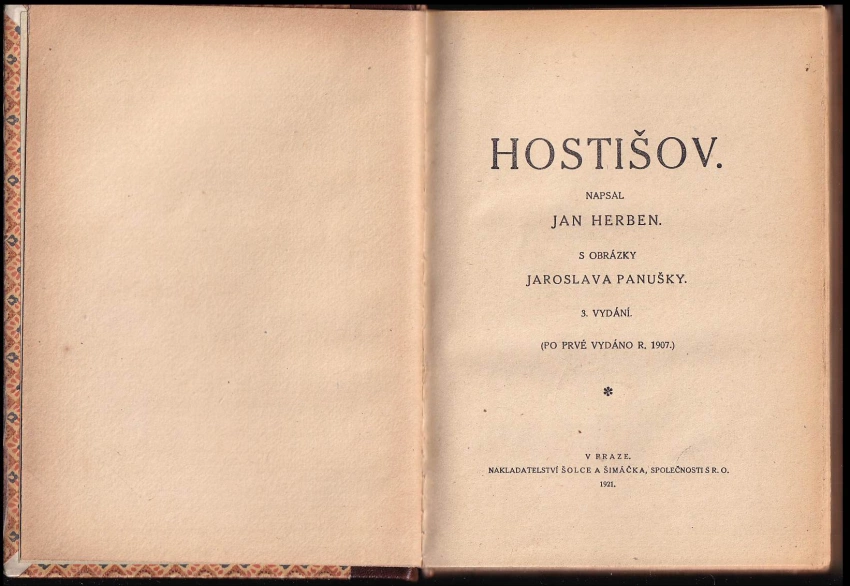 HOSTIŠOV.
NAPSAL
JAN HERBEN.
S OBRÁZKY
JAROSLAVA PANUŠKY.
3. VYDÁNÍ.
(PO PRVÉ VYDÁNO R. 1907.)
V PRAZE.
NAKLADATELSTVÍ ŠOLCE A ŠIMÁČKA, SPOLEČNOSTI S R. O.
1921.